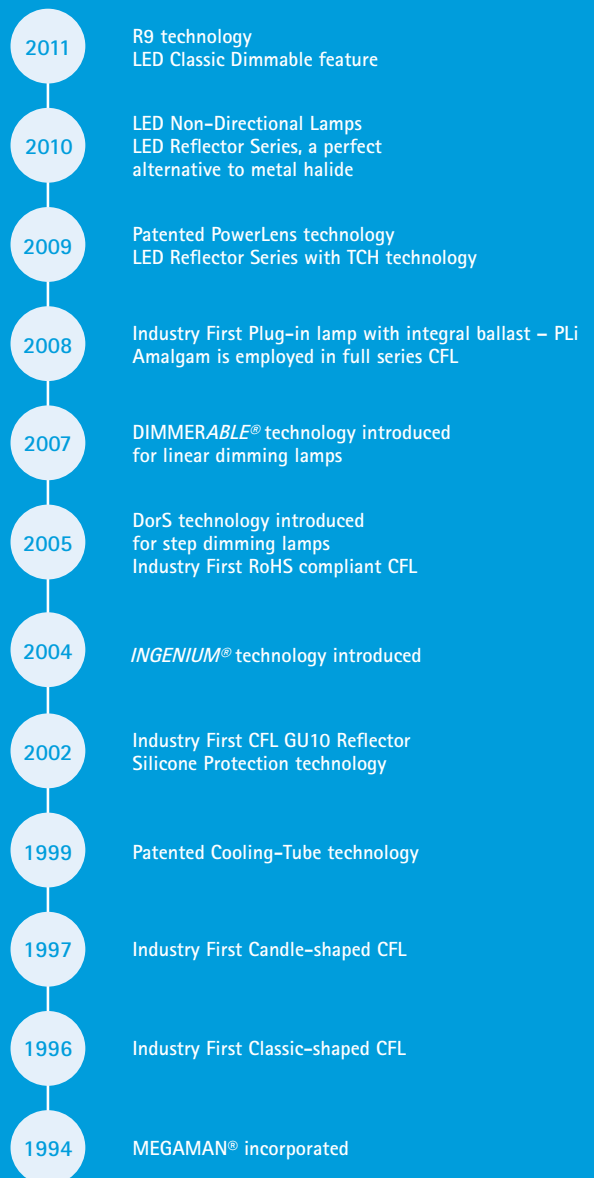 2011
R9 technology
LED Classic Dimmable feature
2010
LED Non-Directional Lamps
LED Reflector Series, a perfect
alternative to metal halide
2009
Patented PowerLens technology
LED Reflector Series with TCH technology
2008
Industry First Plug-in lamp with integral ballast – PLi
Amalgam is employed in full series CFL
2007
DIMMERABLE® technology introduced
for linear dimming lamps
2005
DorS technology introduced
for step dimming lamps
Industry First RoHS compliant CFL
2004
INGENIUM® technology introduced
2002
Industry First CFL GU10 Reflector
Silicone Protection technology
1999
Patented Cooling-Tube technology
1997
Industry First Candle-shaped CFL
1996
Industry First Classic-shaped CFL
1994
MEGAMAN® incorporated